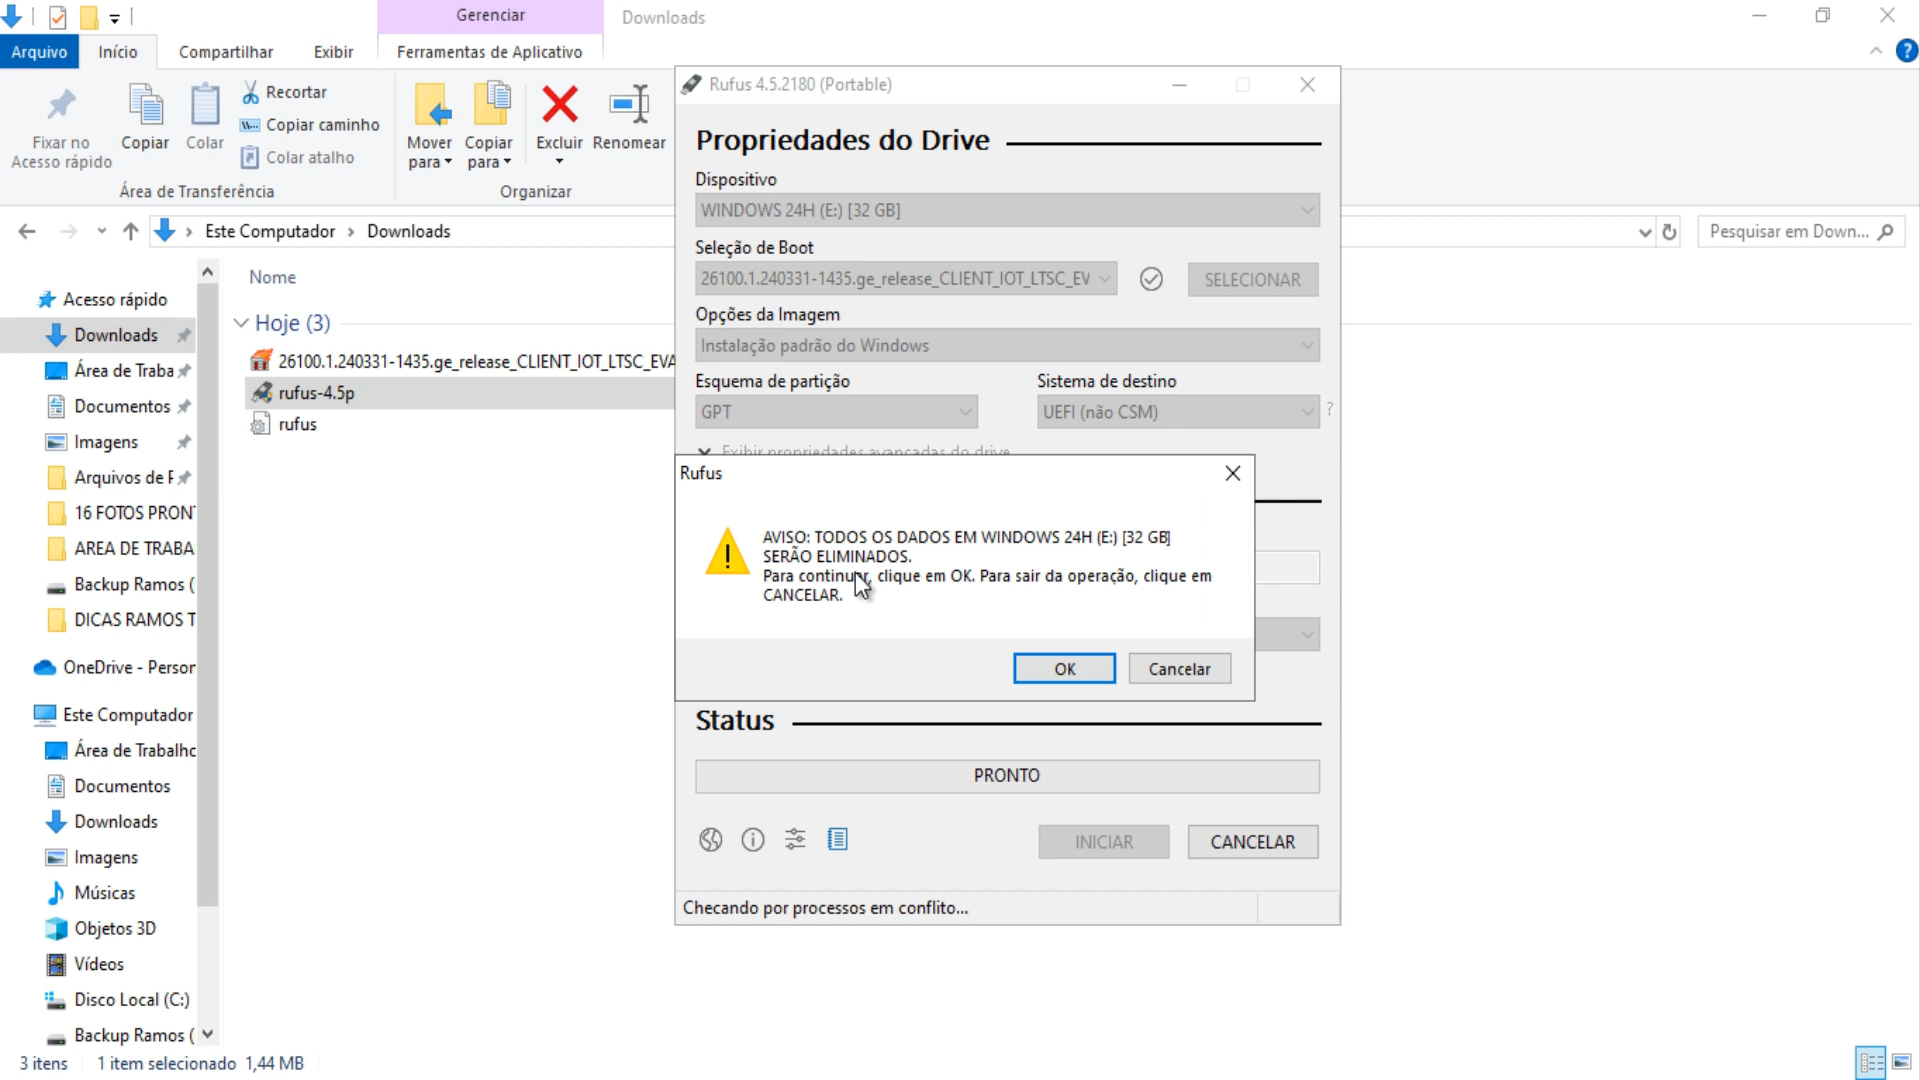 Gerenciar
Downloads
Arquivo
Início
Compartilhar
Exibir
Ferramentas de Aplicativo
Fixar no
Acesso rápido
Copiar
Colar
Recortar
Copiar caminho
Colar atalho
Área de Transferência
Mover
para
Copiar
para
Excluir
Renomear
Organizar
Este Computador
Downloads
Pesquisar em Down...
Acesso rápido
Downloads
Área de Traba
Documentos
Imagens
Arquivos de F
16 FOTOS PRONT
AREA DE TRABA
Backup Ramos (
DICAS RAMOS T
OneDrive - Person
Este Computador
Área de Trabalho
Documentos
Downloads
Imagens
Músicas
Objetos 3D
Vídeos
Disco Local (C:)
Backup Ramos (
Nome
Hoje (3)
26100.1.240331-1435.ge_release_CLIENT_IOT_LTSC_EVA
rufus-4.5p
rufus
Rufus 4.5.2180 (Portable)
Propriedades do Drive
Dispositivo
WINDOWS 24H (E:) [32 GB]
Seleção de Boot
26100.1.240331-1435.ge_release_CLIENT_IOT_LTSC_EV
SELECIONAR
Opções da Imagem
Instalação padrão do Windows
Esquema de partição
Sistema de destino
GPT
UEFI (não CSM)
?
Exibir propriedades avançadas do drive
Rufus
AVISO: TODOS OS DADOS EM WINDOWS 24H (E:) [32 GB]
SERÃO ELIMINADOS.
Para continuar, clique em OK. Para sair da operação, clique em
CANCELAR.
OK
Cancelar
Status
PRONTO
INICIAR
CANCELAR
Checando por processos em conflito...
3 itens
1 item selecionado 1,44 MB